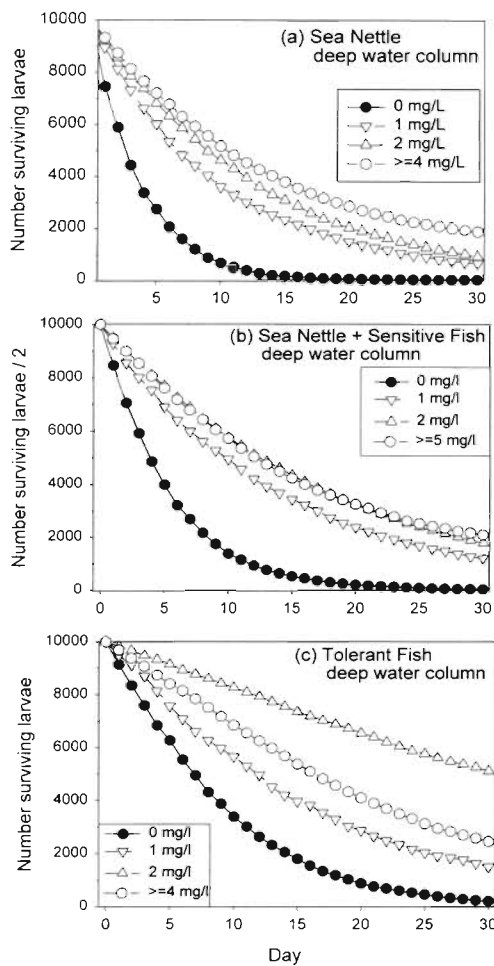 (a) Sea Nettle
deep water column
0 mg/L
1 mg/L
2 mg/L
>=4 mg/L
Number surviving larvae
10000
8000
6000
4000
2000
0
5 10 15 20 25 30
(b) Sea Nettle + Sensitive Fish
deep water column
0 mg/l
1 mg/l
2 mg/l
>=5 mg/l
Number surviving larvae / 2
10000
8000
6000
4000
2000
0
0 5 10 15 20 25 30
(c) Tolerant Fish
deep water column
Number surviving larvae
10000
8000
6000
4000
2000
0
0 mg/l
1 mg/l
2 mg/l
>=4 mg/l
0 5 10 15 20 25 30
Day